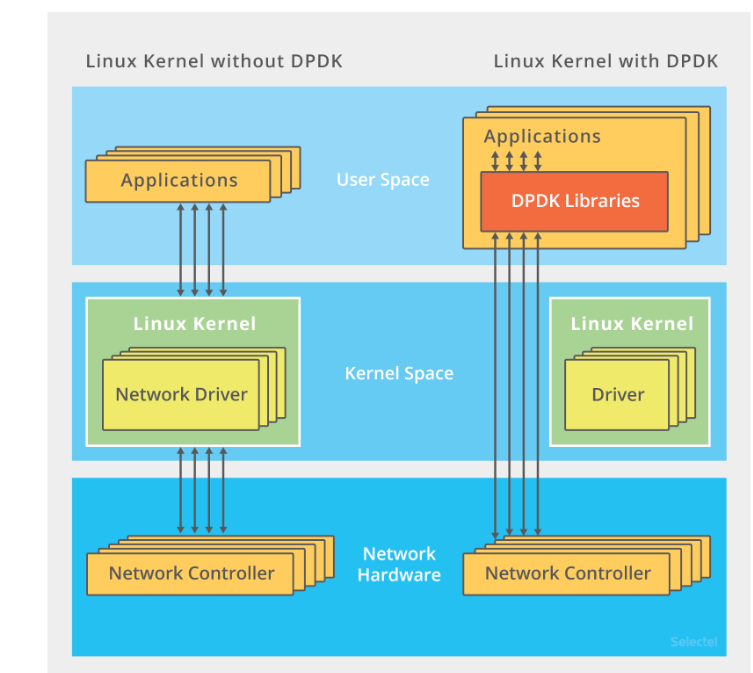 Linux Kernel without DPDK
Linux Kernel with DPDK
Applications
User Space
Applications
DPDK Libraries
Linux Kernel
Network Driver
Kernel Space
Linux Kernel
Driver
Network Controller
Network
Hardware
Network Controller
Selectel